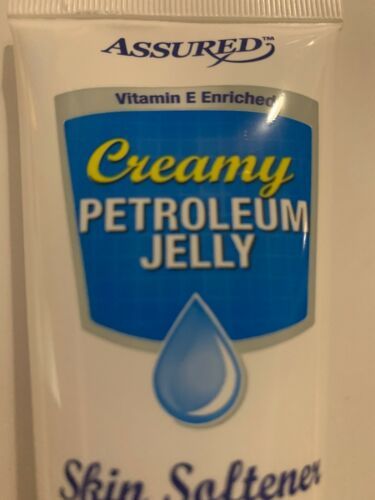 ASSURED™
Vitamin E Enriched
Creamy
PETROLEUM
JELLY
Skin Softener